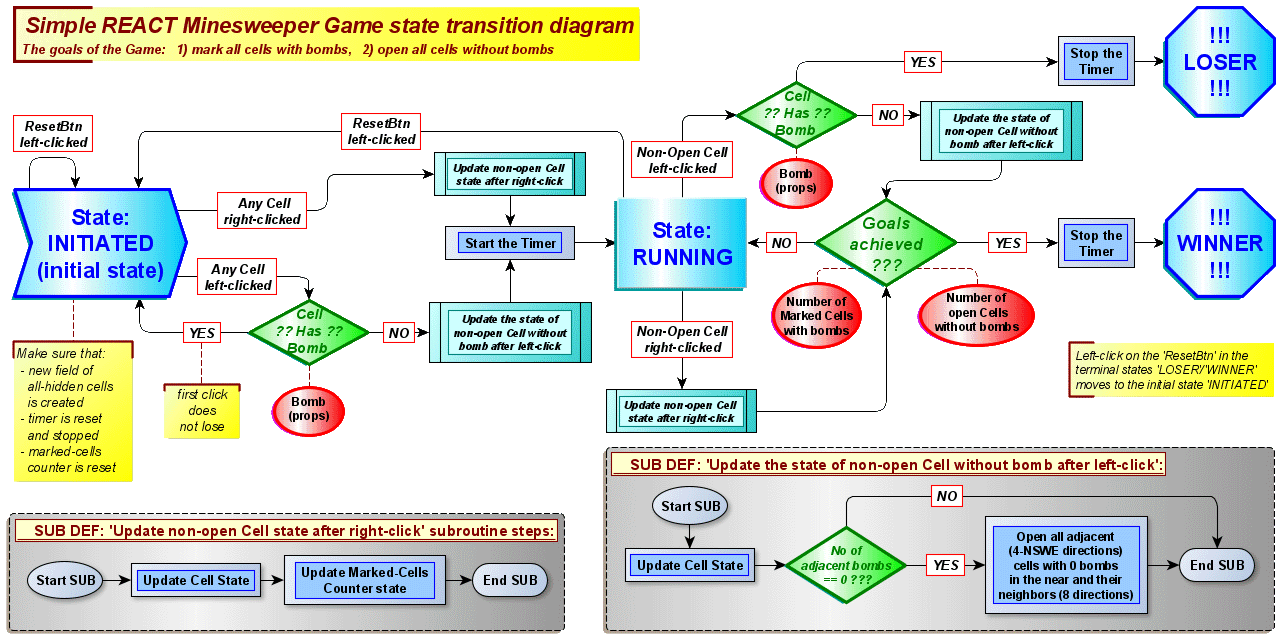 Simple REACT Minesweeper Game state transition diagram
The goals of the Game:   1) mark all cells with bombs,   2) open all cells without bombs
ResetBtn
left-clicked
State:
INITIATED
(initial state)
Make sure that:
- new field of
all-hidden cells
is created
- timer is reset
and stopped
- marked-cells
counter is reset
ResetBtn
left-clicked
Any Cell
right-clicked
Any Cell
left-clicked
Cell
?? Has ??
Bomb
YES
NO
first click
does
not lose
Bomb
(props)
Update non-open Cell
state after right-click
Start the Timer
Update the state of
non-open Cell without
bomb after left-click
State:
RUNNING
Non-Open Cell
left-clicked
Non-Open Cell
right-clicked
Update non-open Cell
state after right-click
Cell
?? Has ??
Bomb
YES
NO
Bomb
(props)
Update the state of
non-open Cell without
bomb after left-click
Stop the
Timer
!!!
LOSER
!!!
Goals
achieved
???
NO
YES
Number of
Marked Cells
with bombs
Number of
open Cells
without bombs
Stop the
Timer
!!!
WINNER
!!!
Left-click on the 'ResetBtn' in the
terminal states 'LOSER/'WINNER'
moves to the initial state 'INITIATED'
SUB DEF: 'Update non-open Cell state after right-click' subroutine steps:
Start SUB
Update Cell State
Update Marked-Cells
Counter state
End SUB
SUB DEF: 'Update the state of non-open Cell without bomb after left-click':
Start SUB
Update Cell State
No of
adjacent bombs
== 0 ???
NO
YES
Open all adjacent
(4-NSWE directions)
cells with 0 bombs
in the near and their
neighbors (8 directions)
End SUB